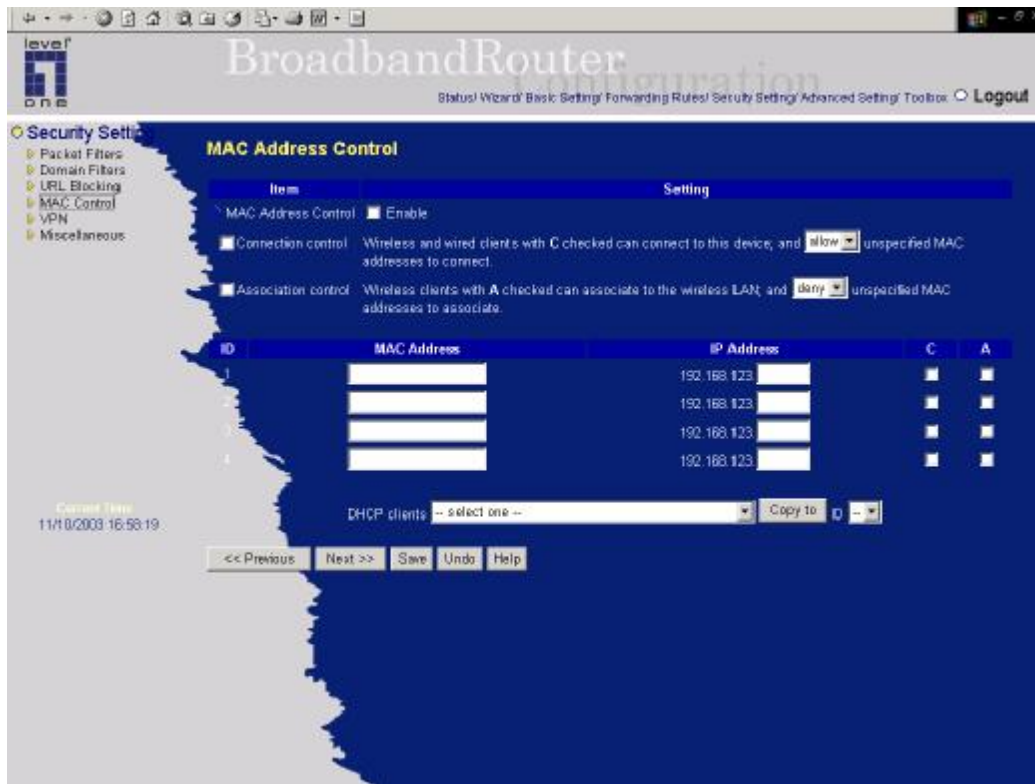 level
one
BroadbandRouter
Configuration
Status/ Wizard/ Basic Setting/ Forwarding Rules/ Security Setting/ Advanced Setting/ Toolbox Logout
Security Setting
Packet Filters
Domain Filters
URL Blocking
MAC Control
VPN
Miscellaneous
MAC Address Control
Item Setting
MAC Address Control Enable
Connection control Wireless and wired clients with C checked can connect to this device; and allow unspecified MAC
addresses to connect.
Association control Wireless clients with A checked can associate to the wireless LAN; and deny unspecified MAC
addresses to associate.
ID MAC Address IP Address C A
1 192.168.123.
2 192.168.123.
3 192.168.123.
4 192.168.123.
Current Time
11/10/2003 16:58:19
DHCP clients -- select one -- Copy to ID --
<< Previous Next >> Save Undo Help